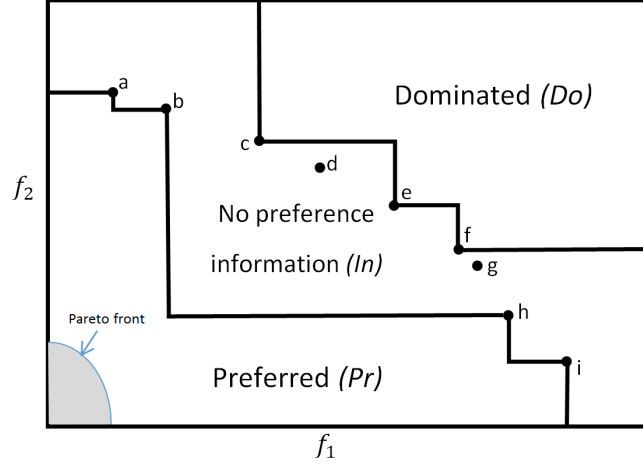 a
b
Dominated (Do)
c
d
f2
e
No preference
f
information (In)
g
Pareto front
h
i
Preferred (Pr)
f1